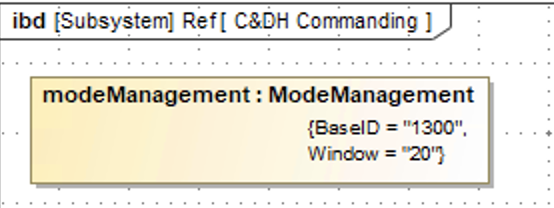 ibd [Subsystem] Ref [ C&DH Commanding ]
modeManagement : ModeManagement
{BaseID = "1300",
Window = "20"}